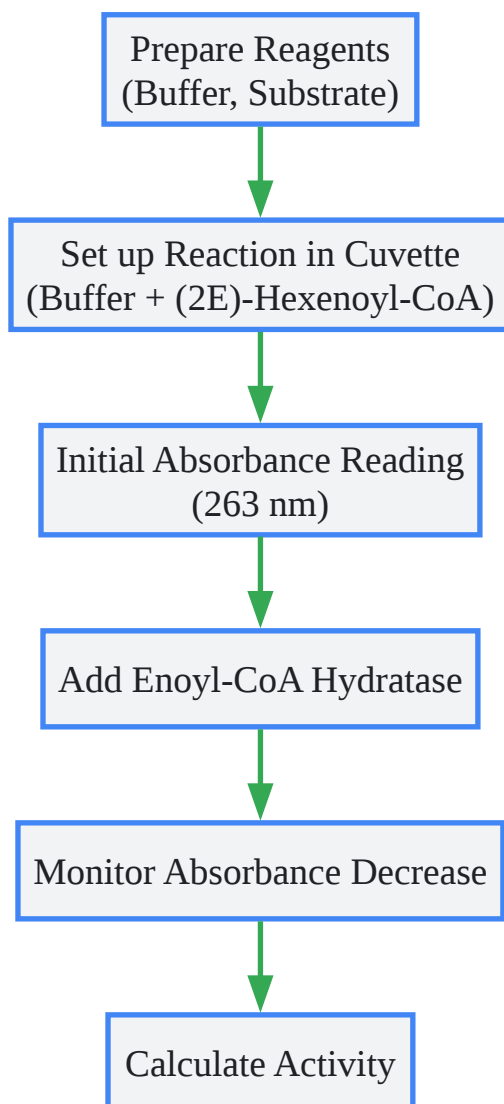 Prepare Reagents
(Buffer, Substrate)
Set up Reaction in Cuvette
(Buffer + (2E)-Hexenoyl-CoA)
Initial Absorbance Reading
(263 nm)
Add Enoyl-CoA Hydratase
Monitor Absorbance Decrease
Calculate Activity